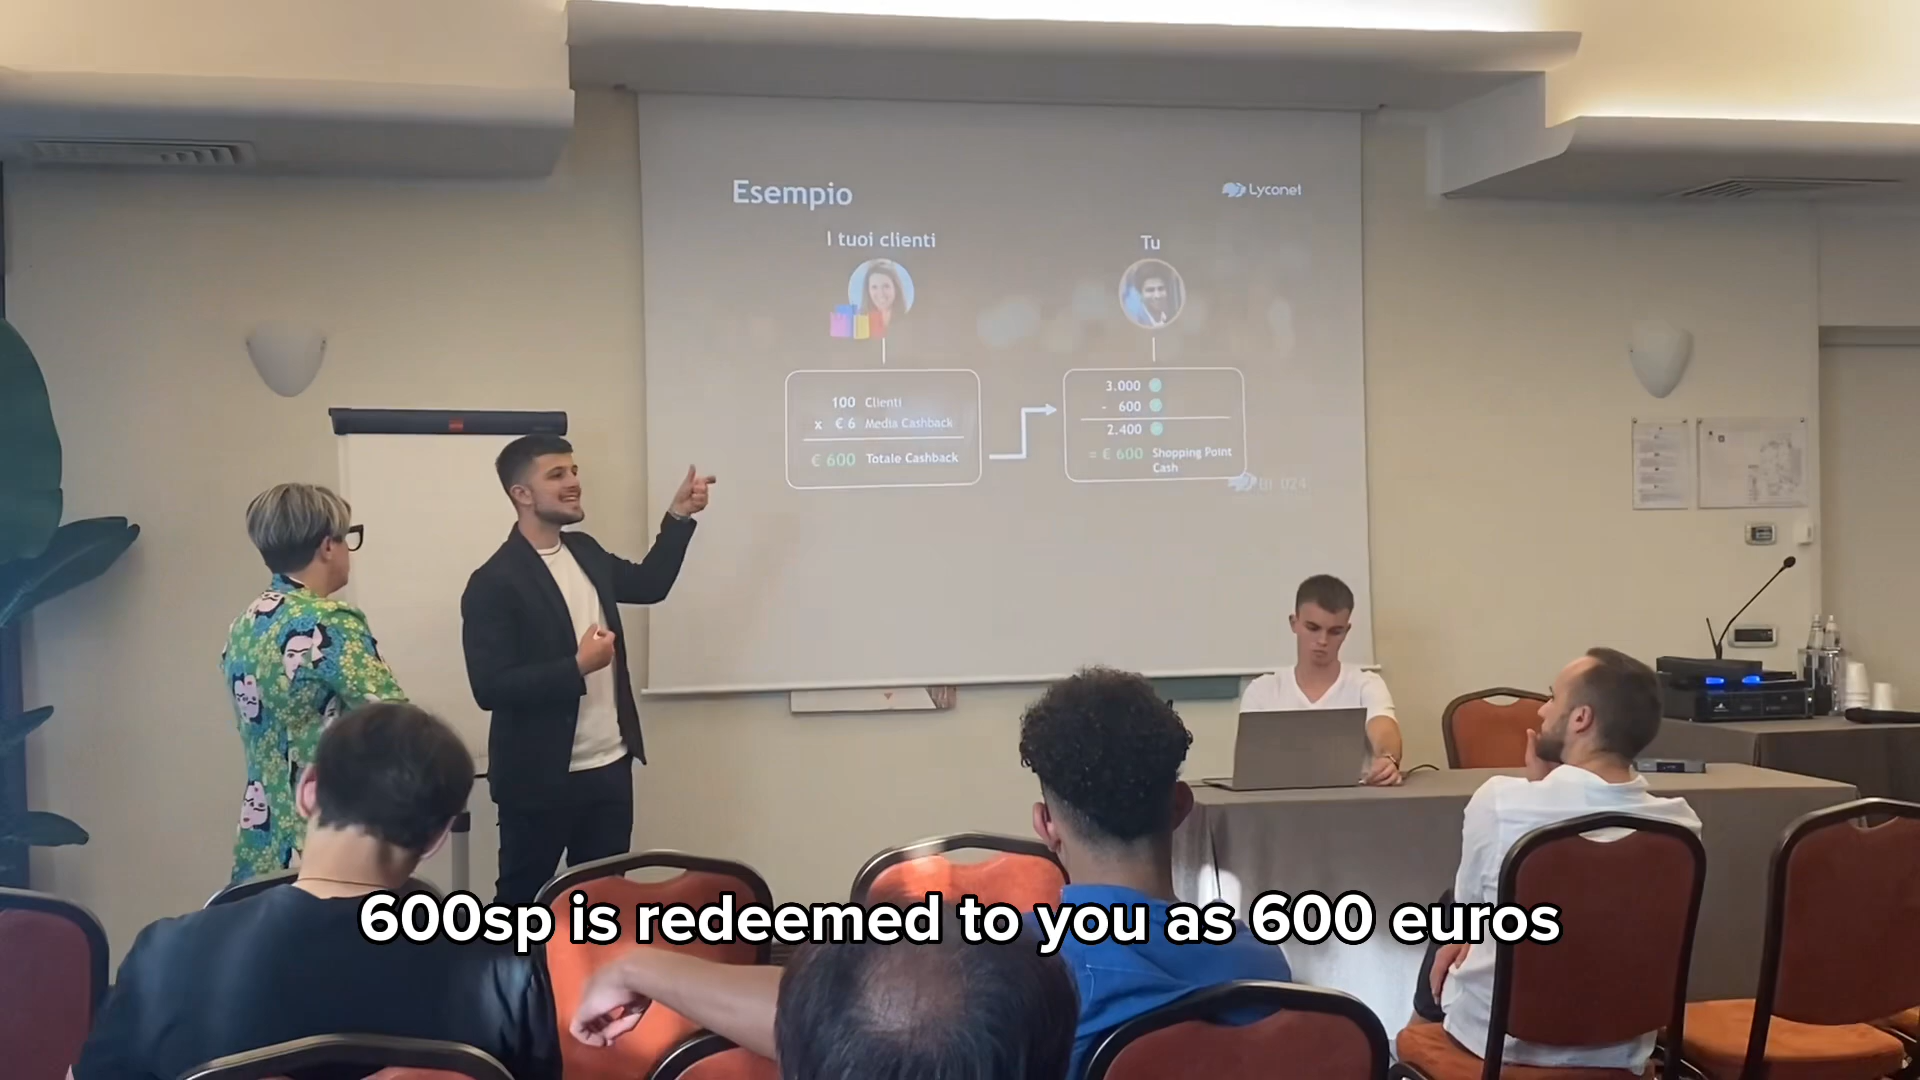 Esempio
Lyconet
I tuoi clienti
Tu
100 Clienti
x € 6 Media Cashback
€ 600 Totale Cashback
3.000
- 600
2.400
= € 600 Shopping Point
Cash
600sp is redeemed to you as 600 euros